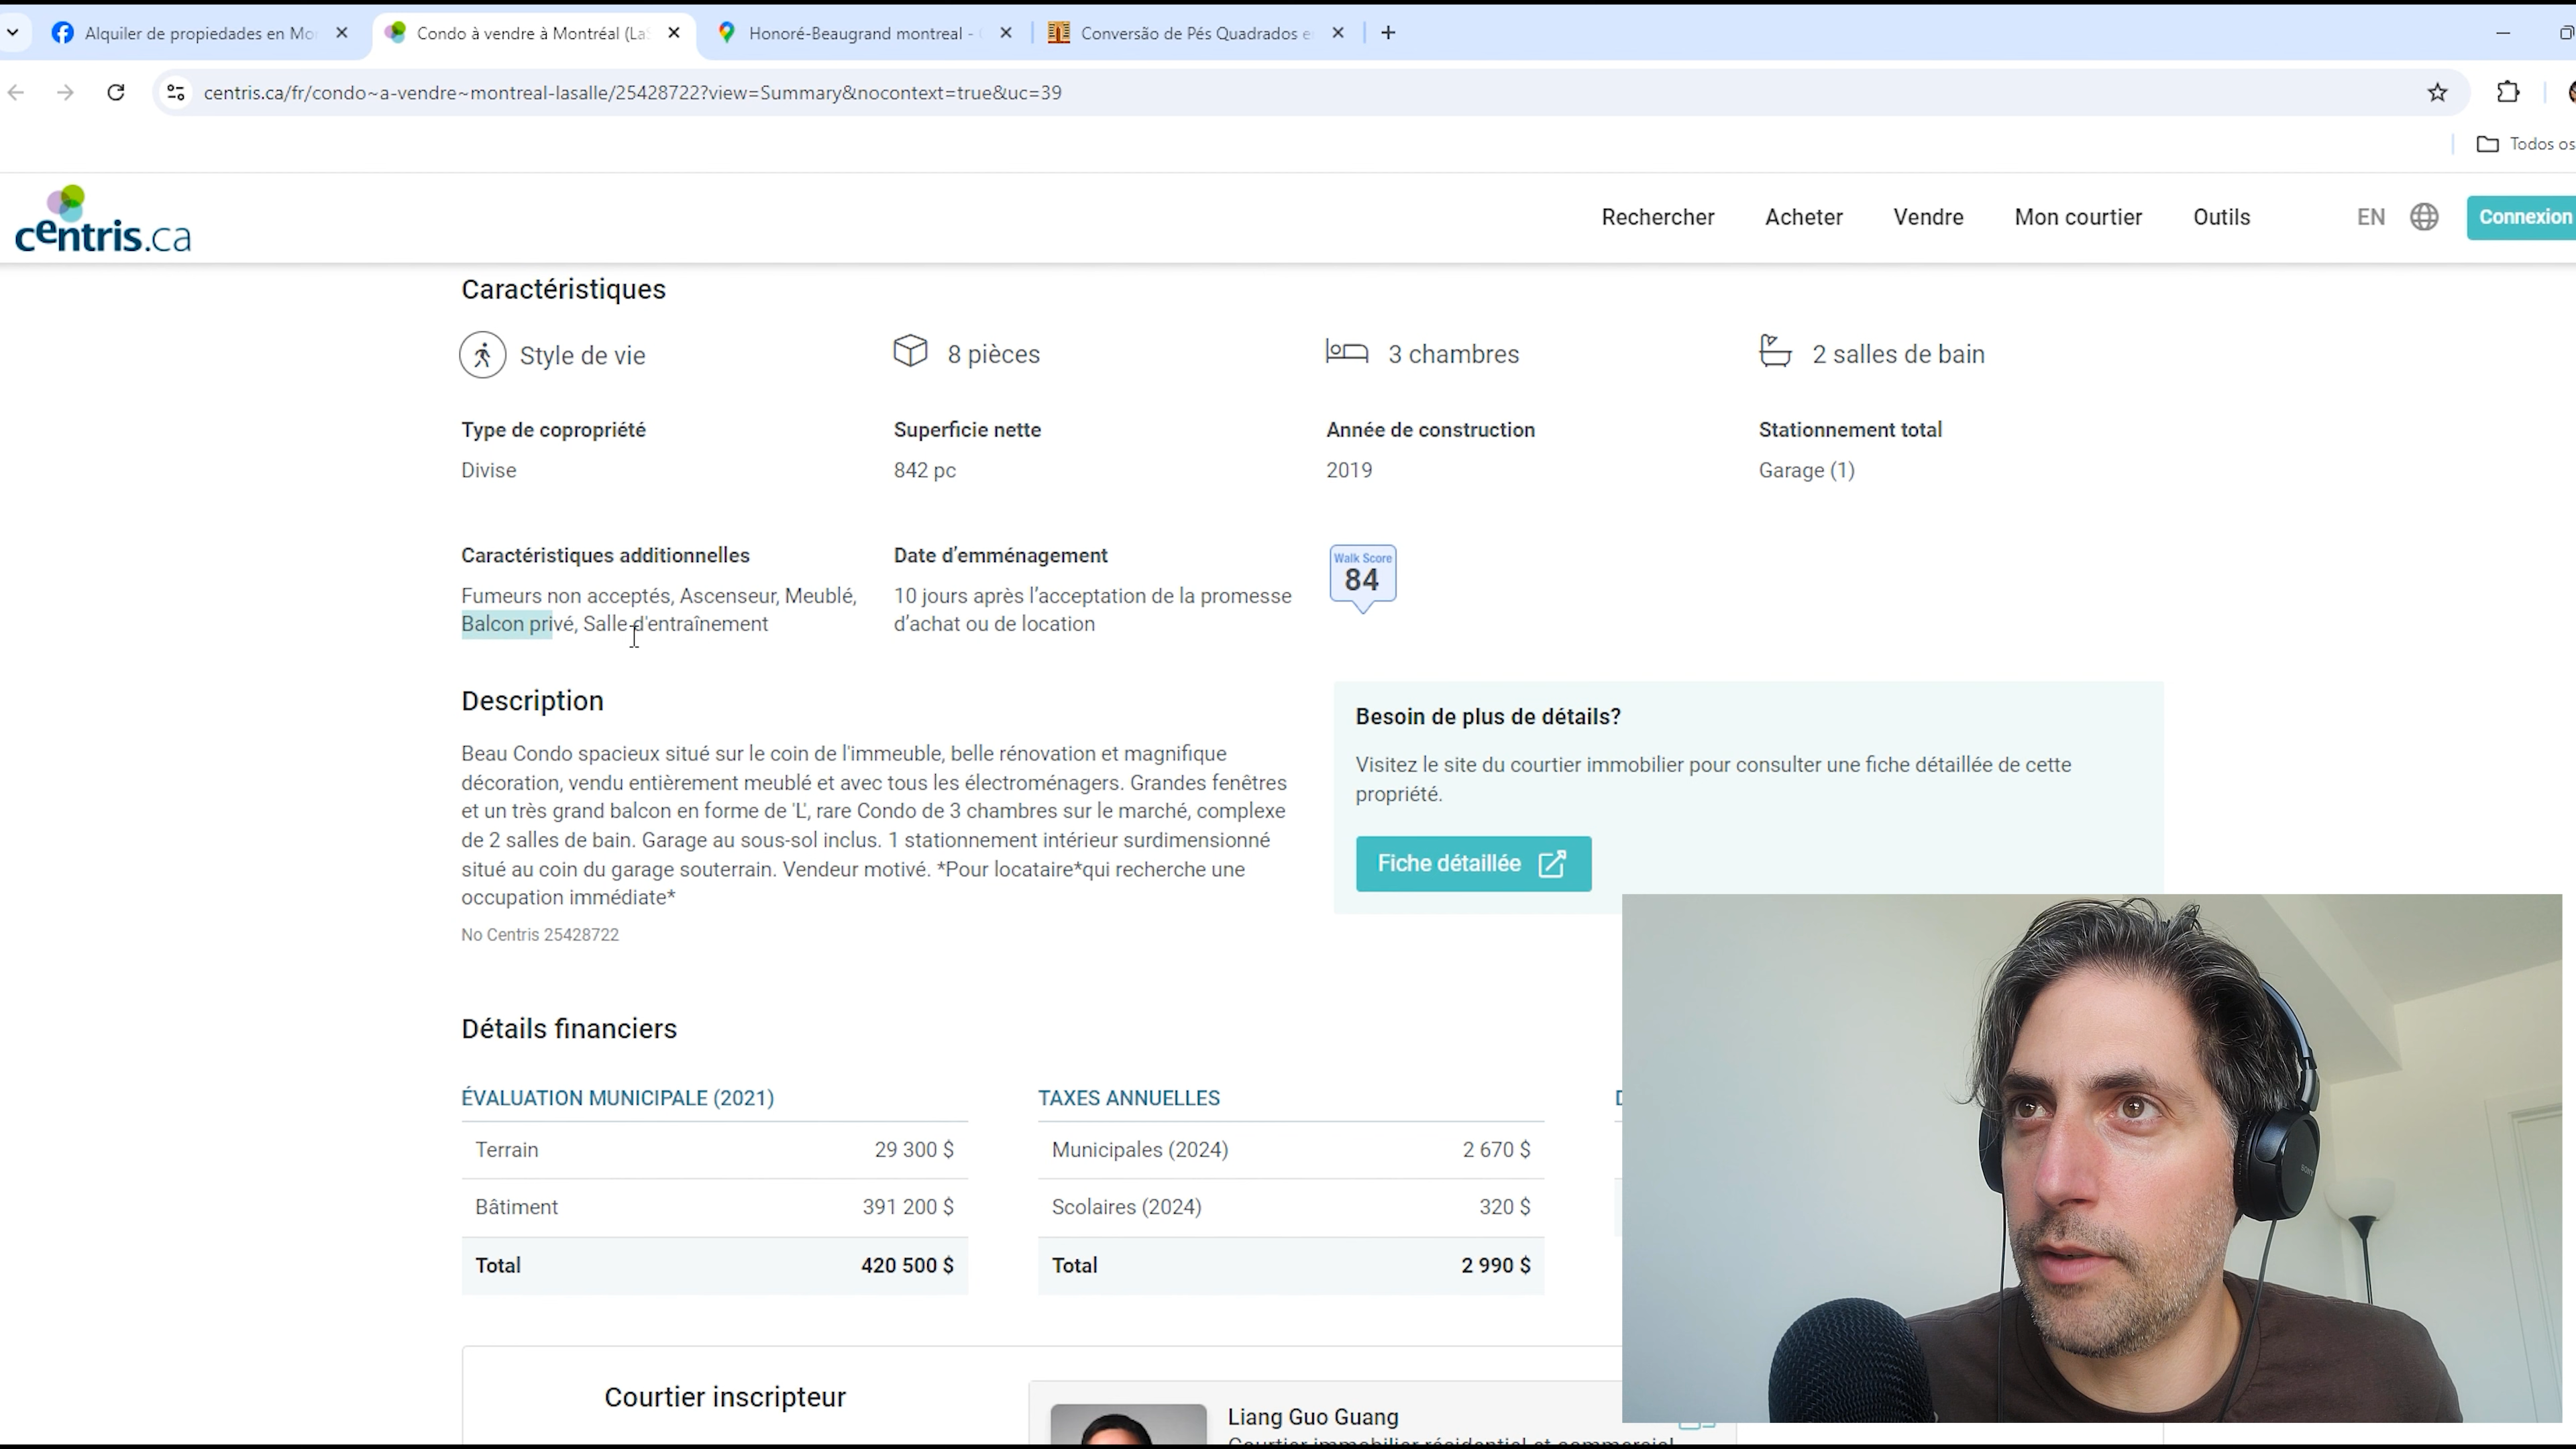 Alquiler de propiedades en Mo
Condo à vendre à Montréal (La
Honoré-Beaugrand montreal -
Conversão de Pés Quadrados e
centris.ca/fr/condo~a-vendre~montreal-lasalle/25428722?view=Summary&nocontext=true&uc=39
Todos os
centris.ca
Rechercher
Acheter
Vendre
Mon courtier
Outils
EN
Connexion
Caractéristiques
Style de vie
8 pièces
3 chambres
2 salles de bain
Type de copropriété
Superficie nette
Année de construction
Stationnement total
Divise
842 pc
2019
Garage (1)
Caractéristiques additionnelles
Fumeurs non acceptés, Ascenseur, Meublé,
Balcon privé, Salle d'entraînement
Date d’emménagement
10 jours après l’acceptation de la promesse
d’achat ou de location
Walk Score
84
Description
Beau Condo spacieux situé sur le coin de l'immeuble, belle rénovation et magnifique
décoration, vendu entièrement meublé et avec tous les électroménagers. Grandes fenêtres
et un très grand balcon en forme de 'L', rare Condo de 3 chambres sur le marché, complexe
de 2 salles de bain. Garage au sous-sol inclus. 1 stationnement intérieur surdimensionné
situé au coin du garage souterrain. Vendeur motivé. *Pour locataire*qui recherche une
occupation immédiate*
No Centris 25428722
Besoin de plus de détails?
Visitez le site du courtier immobilier pour consulter une fiche détaillée de cette
propriété.
Fiche détaillée
Détails financiers
ÉVALUATION MUNICIPALE (2021)
Terrain 29 300 $
Bâtiment 391 200 $
Total 420 500 $
TAXES ANNUELLES
Municipales (2024) 2 670 $
Scolaires (2024) 320 $
Total 2 990 $
SONY
Courtier inscripteur
Liang Guo Guang
Courtier immobilier résidentiel et commercial